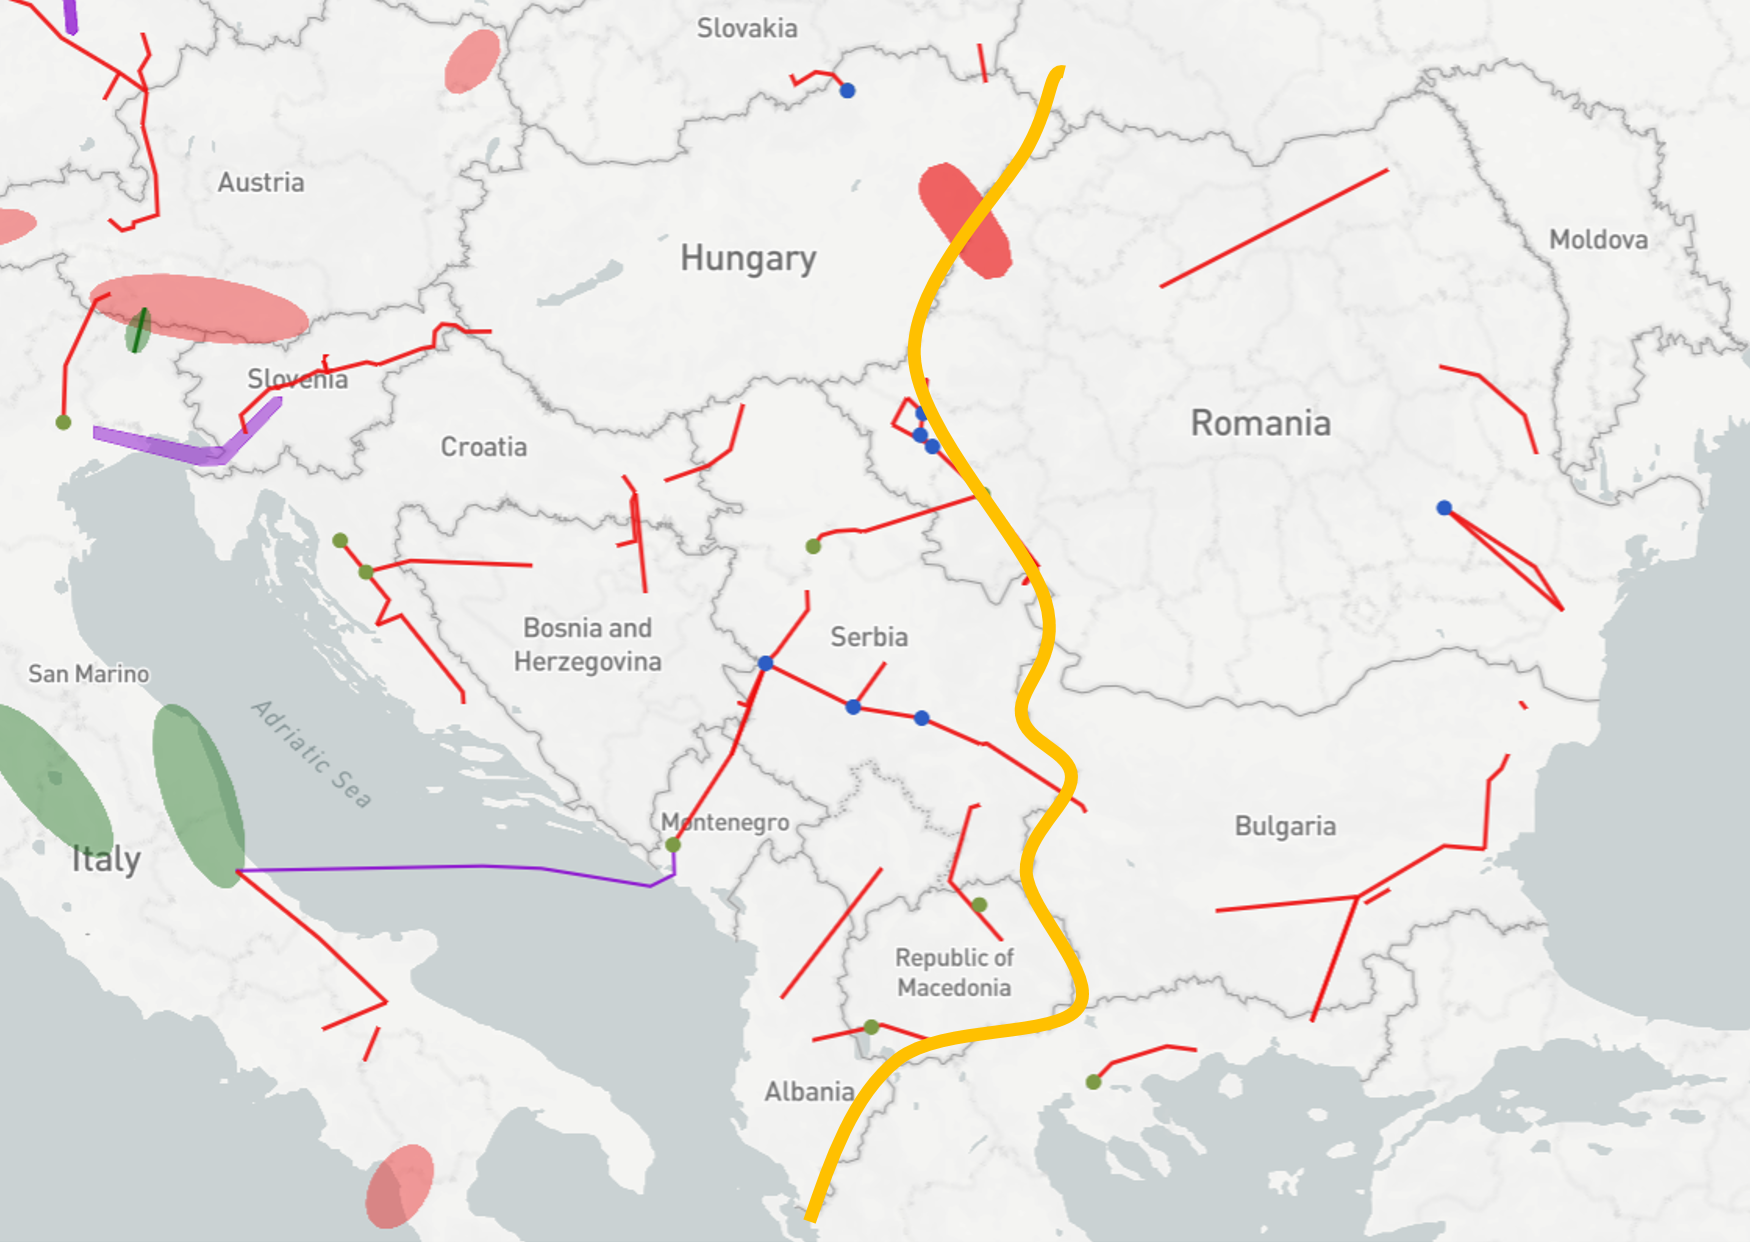 Slovakia
Austria
Hungary
Moldova
Slovenia
Croatia
Romania
Bosnia and
Herzegovina
Serbia
San Marino
Adriatic Sea
Montenegro
Italy
Bulgaria
Republic of
Macedonia
Albania